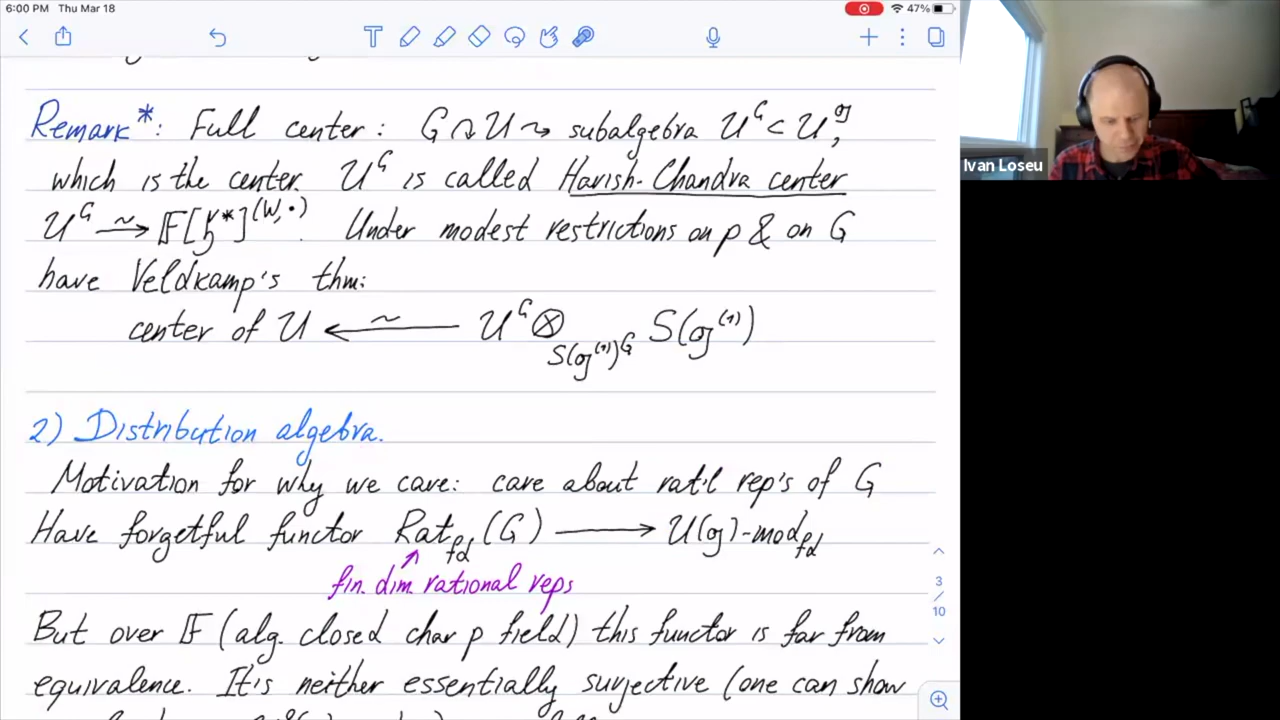 6:00 PM Thu Mar 18
47%
Remark*: Full center: G ↷ U ⇝ subalgebra U^G ⊂ U^𝔤,
which is the center. U^G is called Harish-Chandra center
U^G ⥲ 𝔽[𝔥*]^(W,·). Under modest restrictions on p & on G
have Veldkamp's thm:
center of U ⥳ U^G ⊗_{S(𝔤^(1))^G} S(𝔤^(1))
2) Distribution algebra.
Motivation for why we care: care about rat'l rep's of G
Have forgetful functor Rat_fd (G) ⟶ U(𝔤)-mod_fd
fin. dim. rational reps
But over 𝔽 (alg. closed char p field) this functor is far from
equivalence. It's neither essentially surjective (one can show
3
/
10
Ivan Loseu